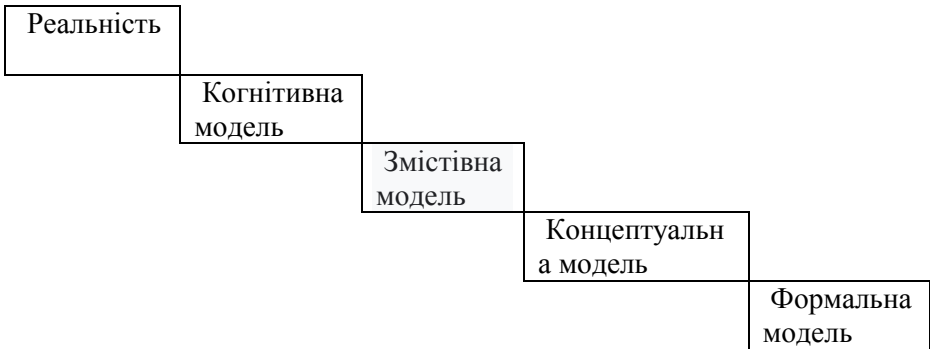 Реальність
Когнітивна
модель
Змістівна
модель
Концептуальн
а модель
Формальна
модель